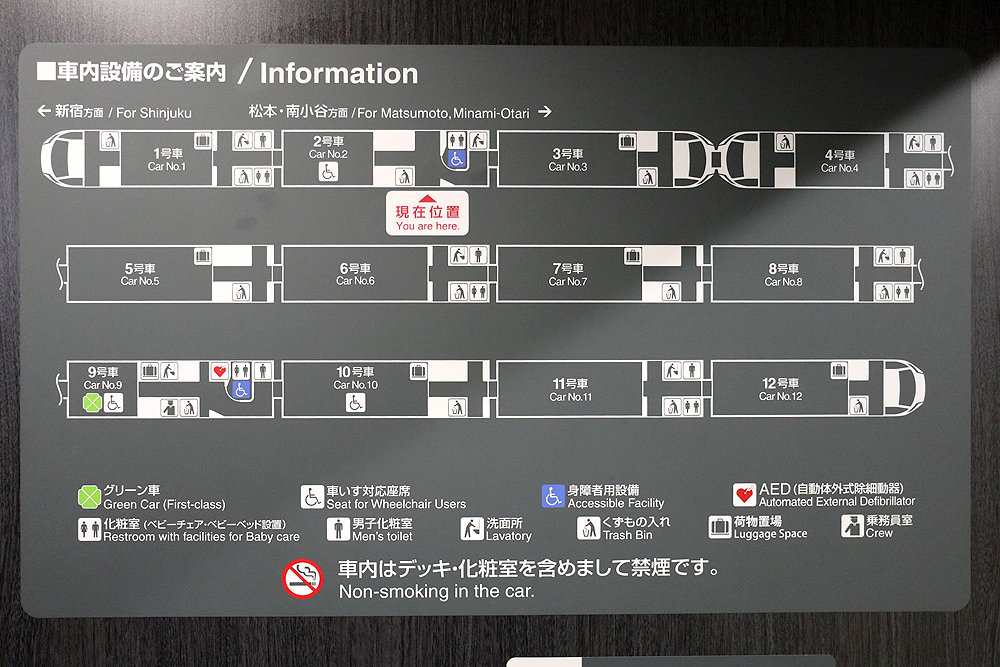 ■車内設備のご案内 / Information
← 新宿方面 / For Shinjuku 松本・南小谷方面 / For Matsumoto, Minami-Otari →
1号車
Car No.1
2号車
Car No.2
3号車
Car No.3
4号車
Car No.4
現在位置
You are here.
5号車
Car No.5
6号車
Car No.6
7号車
Car No.7
8号車
Car No.8
9号車
Car No.9
10号車
Car No.10
11号車
Car No.11
12号車
Car No.12
グリーン車
Green Car (First-class)
車いす対応座席
Seat for Wheelchair Users
身障者用設備
Accessible Facility
AED (自動体外式除細動器)
Automated External Defibrillator
化粧室 (ベビーチェア・ベビーベッド設置)
Restroom with facilities for Baby care
男子化粧室
Men's toilet
洗面所
Lavatory
くずもの入れ
Trash Bin
荷物置場
Luggage Space
乗務員室
Crew
車内はデッキ・化粧室を含めまして禁煙です。
Non-smoking in the car.